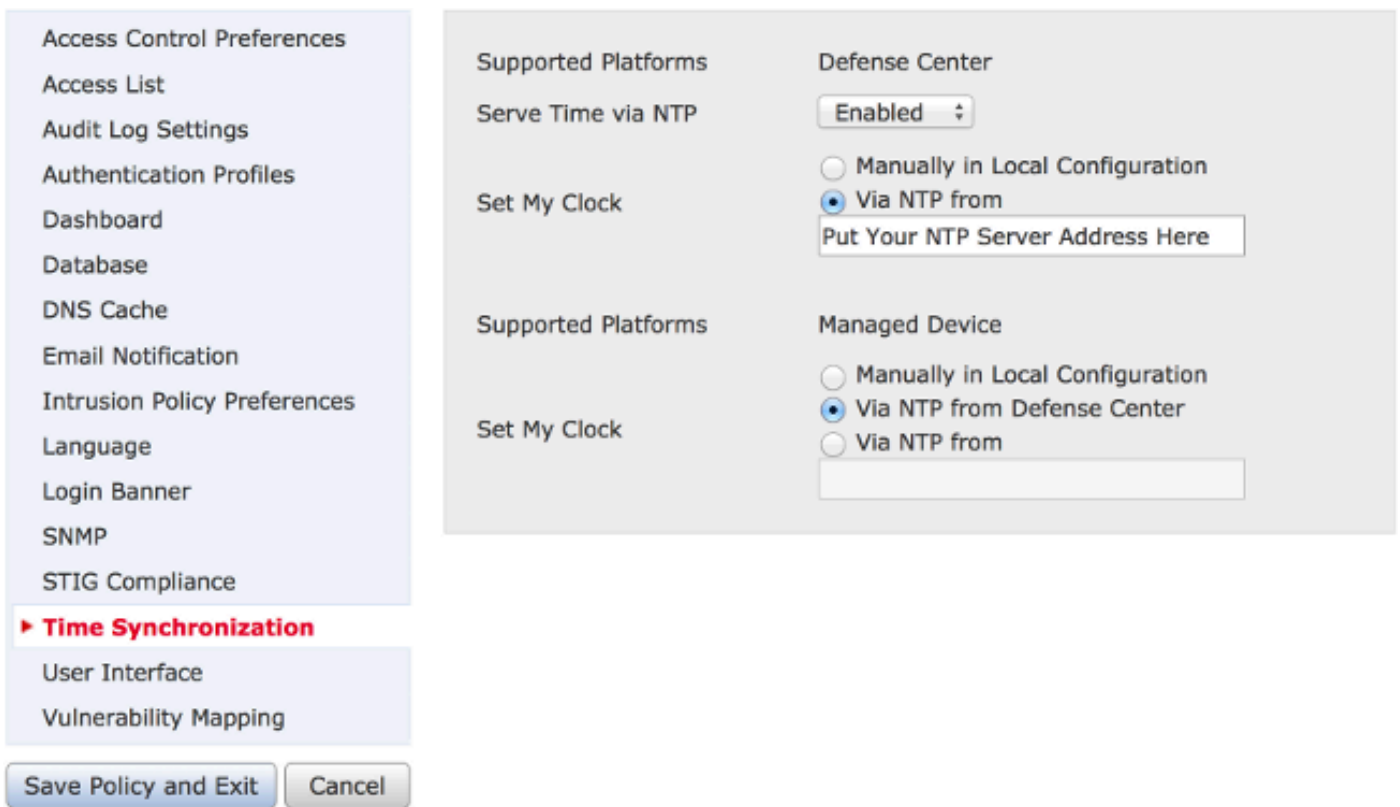 Access Control Preferences
Access List
Audit Log Settings
Authentication Profiles
Dashboard
Database
DNS Cache
Email Notification
Intrusion Policy Preferences
Language
Login Banner
SNMP
STIG Compliance
Time Synchronization
User Interface
Vulnerability Mapping
Save Policy and Exit
Cancel
Supported Platforms
Defense Center
Serve Time via NTP
Enabled
Set My Clock
Manually in Local Configuration
Via NTP from
Put Your NTP Server Address Here
Supported Platforms
Managed Device
Set My Clock
Manually in Local Configuration
Via NTP from Defense Center
Via NTP from